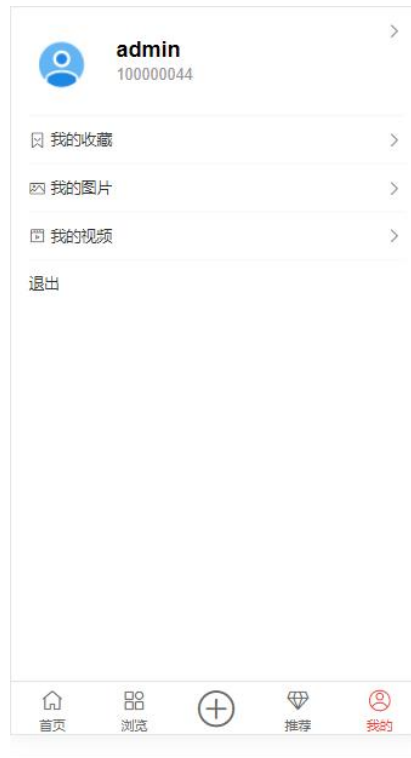 admin
100000044
我的收藏
我的图片
我的视频
退出
首页 浏览 推荐 我的